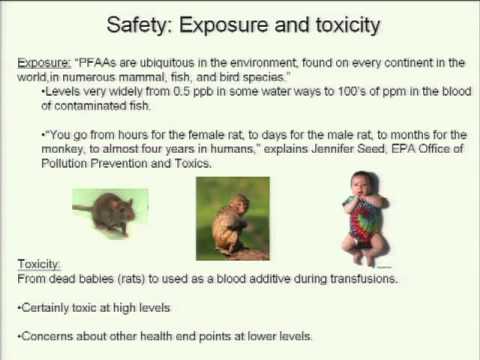 Safety: Exposure and toxicity
Exposure: “PFAAs are ubiquitous in the environment, found on every continent in the
world,in numerous mammal, fish, and bird species.”
•Levels very widely from 0.5 ppb in some water ways to 100’s of ppm in the blood
of contaminated fish.
•“You go from hours for the female rat, to days for the male rat, to months for the
monkey, to almost four years in humans,” explains Jennifer Seed, EPA Office of
Pollution Prevention and Toxics.
Toxicity:
From dead babies (rats) to used as a blood additive during transfusions.
•Certainly toxic at high levels
•Concerns about other health end points at lower levels.